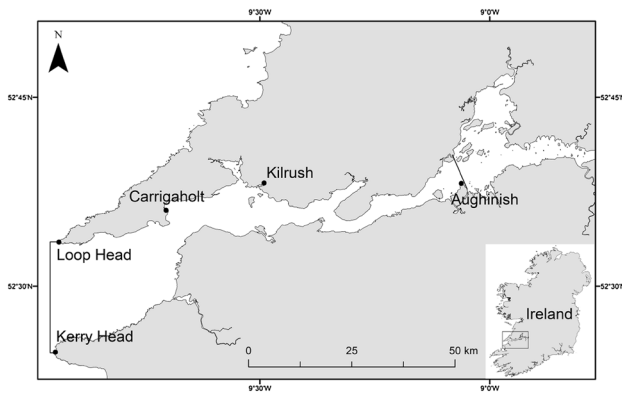 9°30'W 9°0'W
N
52°45'N 52°45'N
Kilrush
Carrigaholt
Aughinish
Loop Head
52°30'N 52°30'N
Ireland
Kerry Head
0 25 50 km
9°30'W 9°0'W